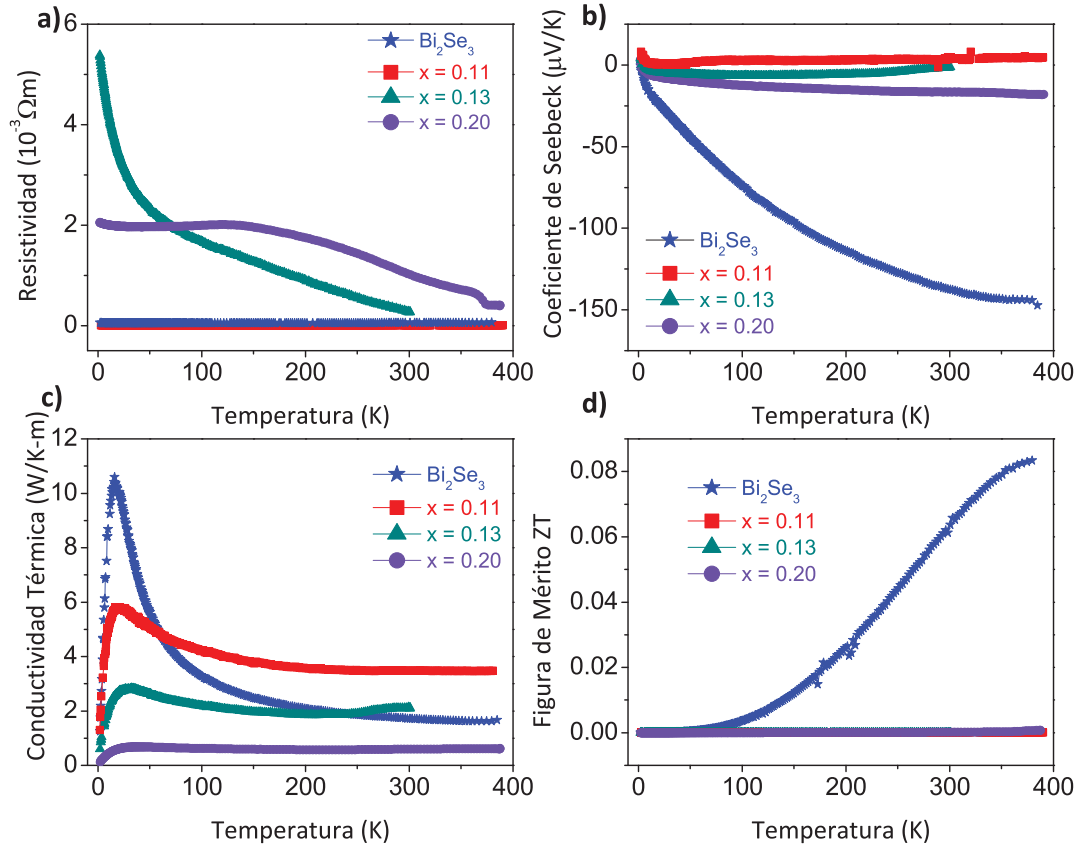 a)
6
4
2
0
Resistividad (10⁻³Ωm)
Bi₂Se₃
x = 0.11
x = 0.13
x = 0.20
0 100 200 300 400
Temperatura (K)
b)
0
-50
-100
-150
Coeficiente de Seebeck (μV/K)
Bi₂Se₃
x = 0.11
x = 0.13
x = 0.20
0 100 200 300 400
Temperatura (K)
c)
12
10
8
6
4
2
0
Conductividad Térmica (W/K-m)
Bi₂Se₃
x = 0.11
x = 0.13
x = 0.20
0 100 200 300 400
Temperatura (K)
d)
0.08
0.06
0.04
0.02
0.00
Figura de Mérito ZT
Bi₂Se₃
x = 0.11
x = 0.13
x = 0.20
0 100 200 300 400
Temperatura (K)